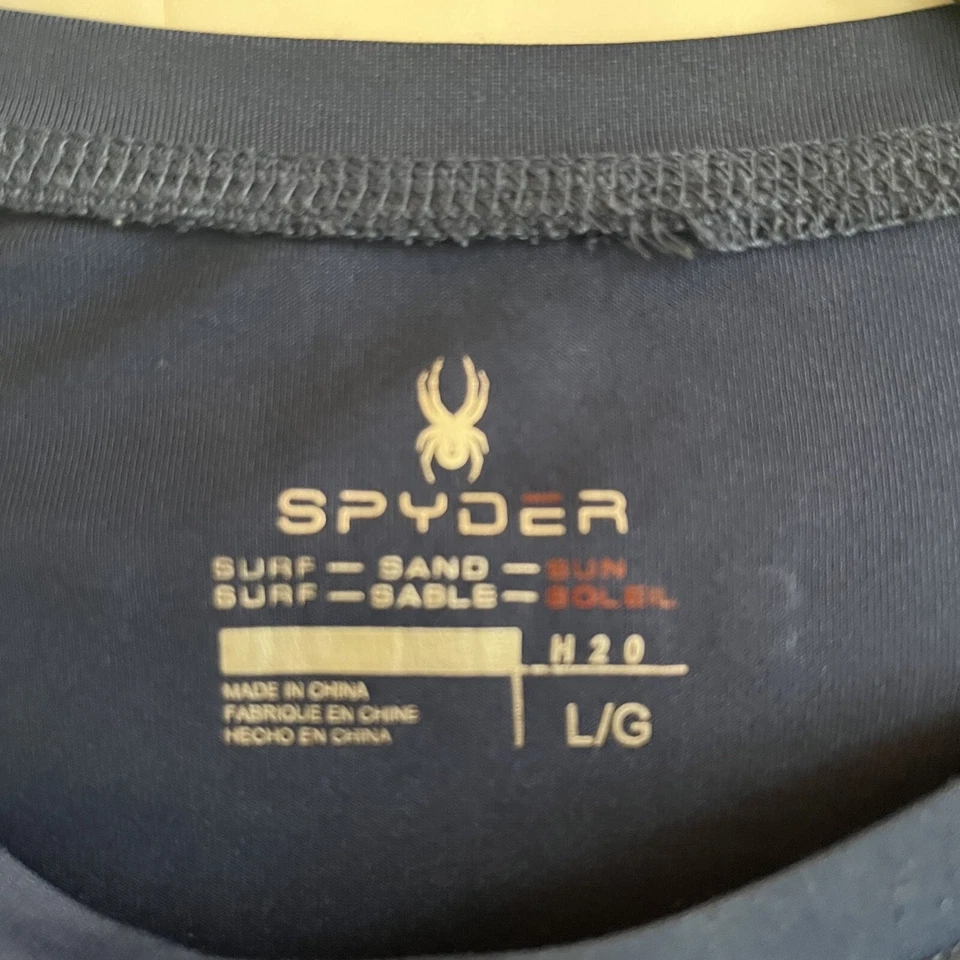 SPYDER
SURF — SAND — SUN
SURF — SABLE — SOLEIL
H20
MADE IN CHINA
FABRIQUE EN CHINE
HECHO EN CHINA
L/G